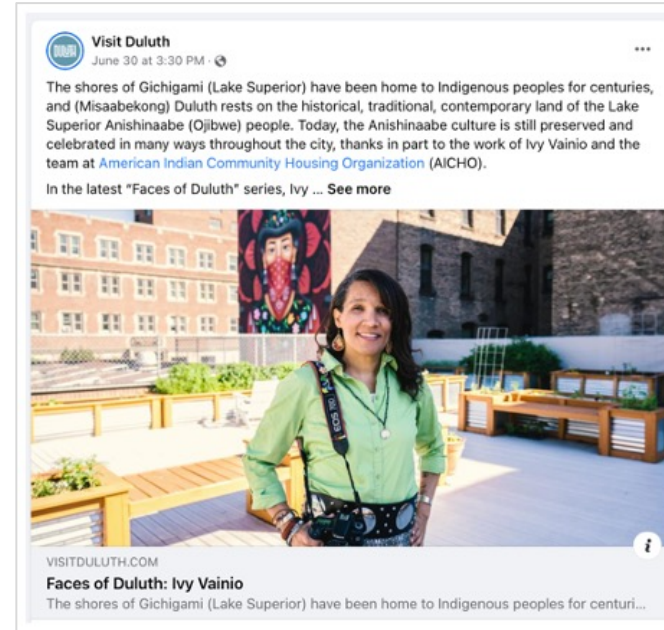 DULUTH
Visit Duluth
June 30 at 3:30 PM ·
The shores of Gichigami (Lake Superior) have been home to Indigenous peoples for centuries,
and (Misaabekong) Duluth rests on the historical, traditional, contemporary land of the Lake
Superior Anishinaabe (Ojibwe) people. Today, the Anishinaabe culture is still preserved and
celebrated in many ways throughout the city, thanks in part to the work of Ivy Vainio and the
team at American Indian Community Housing Organization (AICHO).
In the latest “Faces of Duluth” series, Ivy ... See more
EOS
VISITDULUTH.COM
Faces of Duluth: Ivy Vainio
The shores of Gichigami (Lake Superior) have been home to Indigenous peoples for centuri...